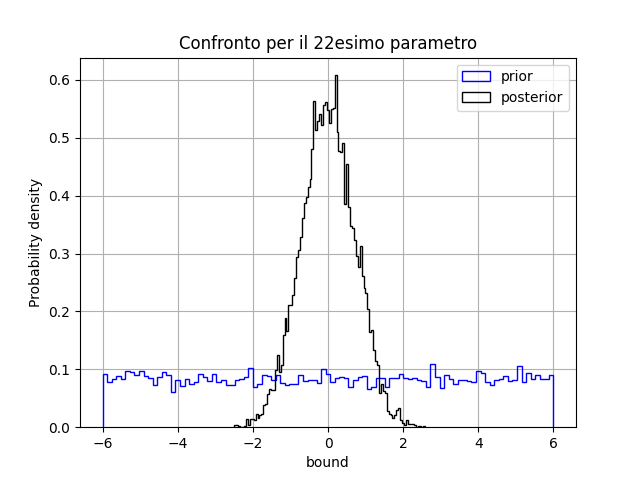 Confronto per il 22esimo parametro
prior
posterior
Probability density
0.6
0.5
0.4
0.3
0.2
0.1
0.0
−6
−4
−2
0
2
4
6
bound